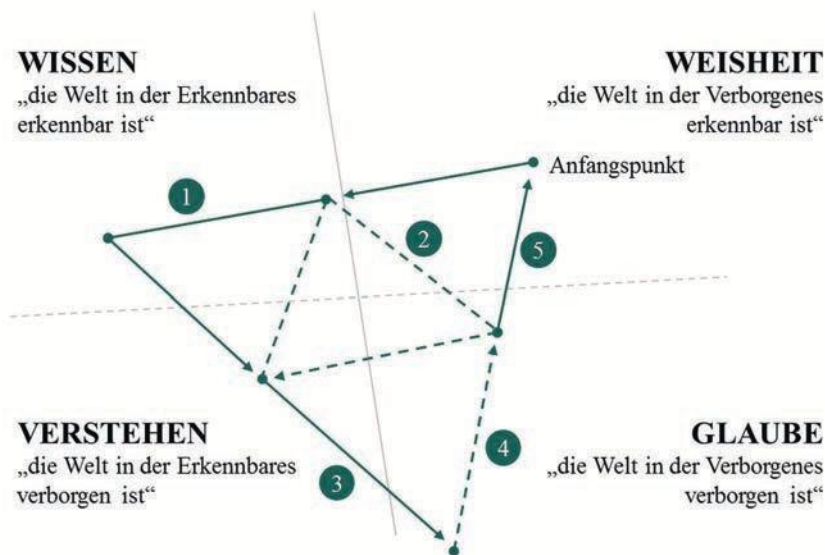 WISSEN
„die Welt in der Erkennbares
erkennbar ist“
WEISHEIT
„die Welt in der Verborgenes
erkennbar ist“
Anfangspunkt
1
2
5
VERSTEHEN
„die Welt in der Erkennbares
verborgen ist“
3
4
GLAUBE
„die Welt in der Verborgenes
verborgen ist“